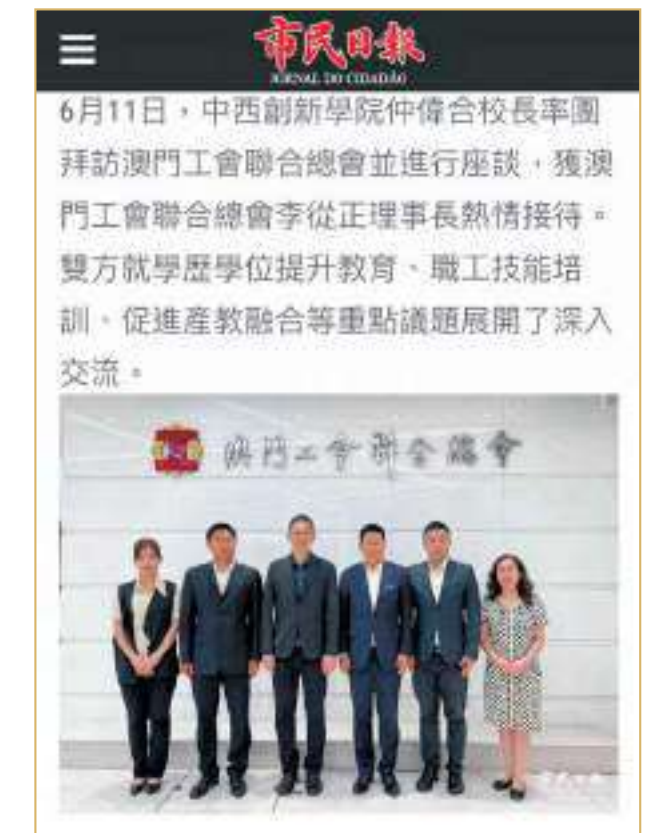 市民日報
JORNAL DO CIDADÃO
6月11日，中西創新學院仲偉合校長率團
拜訪澳門工會聯合總會並進行座談，獲澳
門工會聯合總會李從正理事長熱情接待。
雙方就學歷學位提升教育、職工技能培
訓、促進產教融合等重點議題展開了深入
交流。
澳門工會聯合總會